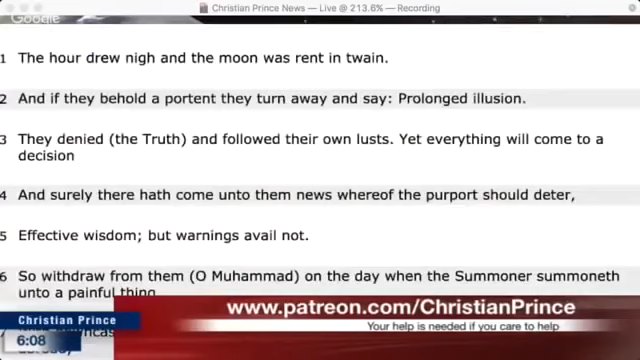 Christian Prince News — Live @ 213.6% — Recording
Google
1 The hour drew nigh and the moon was rent in twain.
2 And if they behold a portent they turn away and say: Prolonged illusion.
3 They denied (the Truth) and followed their own lusts. Yet everything will come to a
decision
4 And surely there hath come unto them news whereof the purport should deter,
5 Effective wisdom; but warnings avail not.
6 So withdraw from them (O Muhammad) on the day when the Summoner summoneth
unto a painful thing
www.patreon.com/ChristianPrince
Your help is needed if you care to help
Christian Prince
6:08